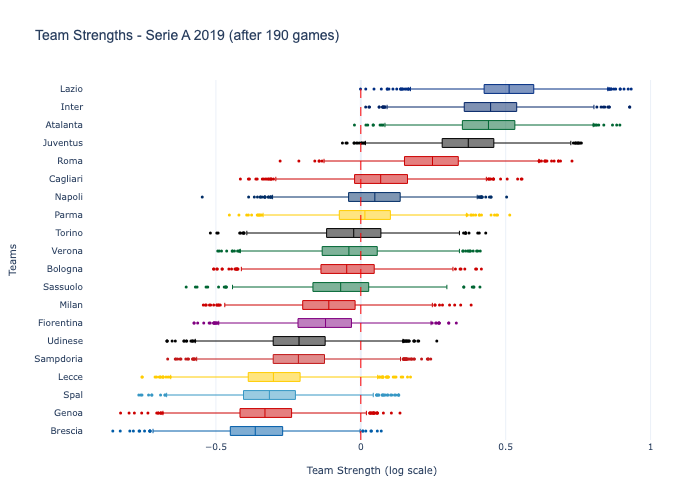 Team Strengths - Serie A 2019 (after 190 games)
Lazio
Inter
Atalanta
Juventus
Roma
Cagliari
Napoli
Parma
Torino
Verona
Bologna
Sassuolo
Milan
Fiorentina
Udinese
Sampdoria
Lecce
Spal
Genoa
Brescia
Teams
−0.5 0 0.5 1
Team Strength (log scale)